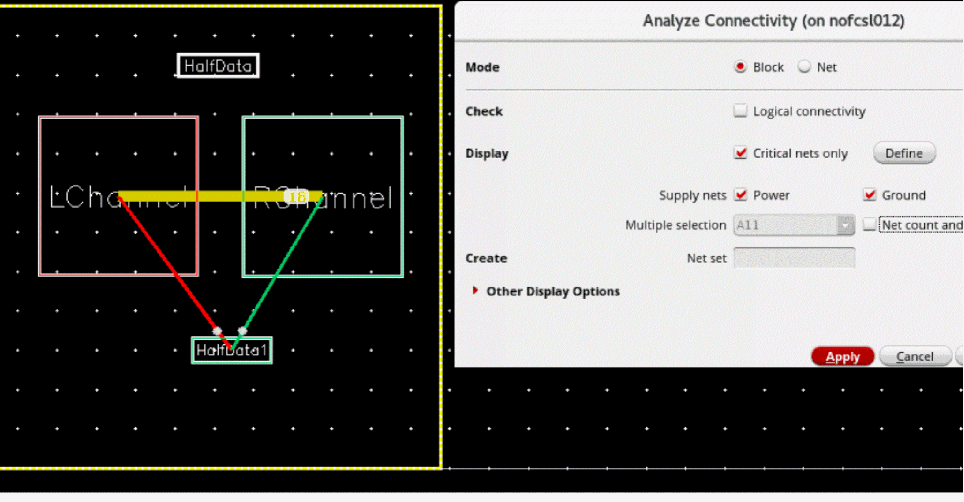 Analyze Connectivity (on nofcsl012)
HalfData
LChannel
RChannel
18
HalfData1
Mode
Block
Net
Check
Logical connectivity
Display
Critical nets only
Define
Supply nets
Power
Ground
Multiple selection
A11
Net count and
Create
Net set
Other Display Options
Apply
Cancel